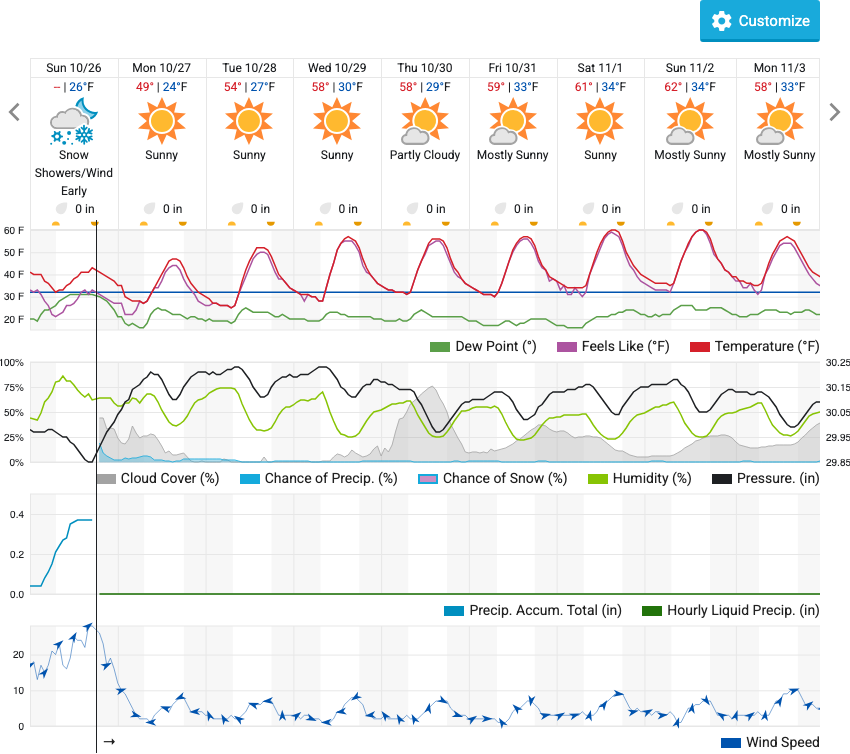 Customize
Sun 10/26 Mon 10/27 Tue 10/28 Wed 10/29 Thu 10/30 Fri 10/31 Sat 11/1 Sun 11/2 Mon 11/3
-- | 26°F 49° | 24°F 54° | 27°F 58° | 30°F 58° | 29°F 59° | 33°F 61° | 34°F 62° | 34°F 58° | 33°F
Snow Sunny Sunny Sunny Partly Cloudy Mostly Sunny Sunny Mostly Sunny Mostly Sunny
Showers/Wind
Early
0 in 0 in 0 in 0 in 0 in 0 in 0 in 0 in 0 in
60 F
50 F
40 F
30 F
20 F
Dew Point (°) Feels Like (°F) Temperature (°F)
100% 30.25
75% 30.15
50% 30.05
25% 29.95
0% 29.85
Cloud Cover (%) Chance of Precip. (%) Chance of Snow (%) Humidity (%) Pressure. (in)
0.4
0.2
0.0
Precip. Accum. Total (in) Hourly Liquid Precip. (in)
20
10
0
→
Wind Speed